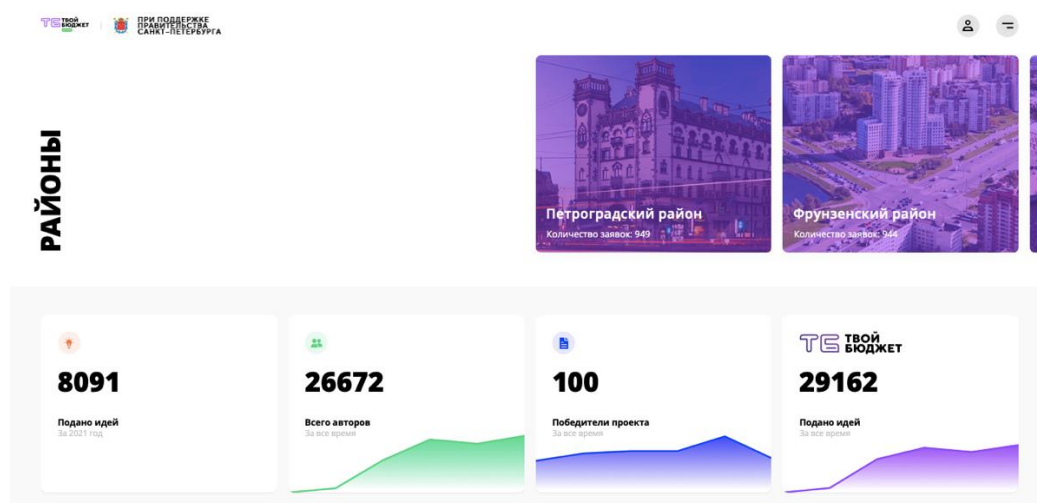 ТБ ТВОЙ
БЮДЖЕТ
ПРИ ПОДДЕРЖКЕ
ПРАВИТЕЛЬСТВА
САНКТ-ПЕТЕРБУРГА
РАЙОНЫ
Петроградский район
Количество заявок: 949
Фрунзенский район
Количество заявок: 944
8091
Подано идей
За 2021 год
26672
Всего авторов
За все время
100
Победители проекта
За все время
ТБ ТВОЙ
БЮДЖЕТ
29162
Подано идей
За все время